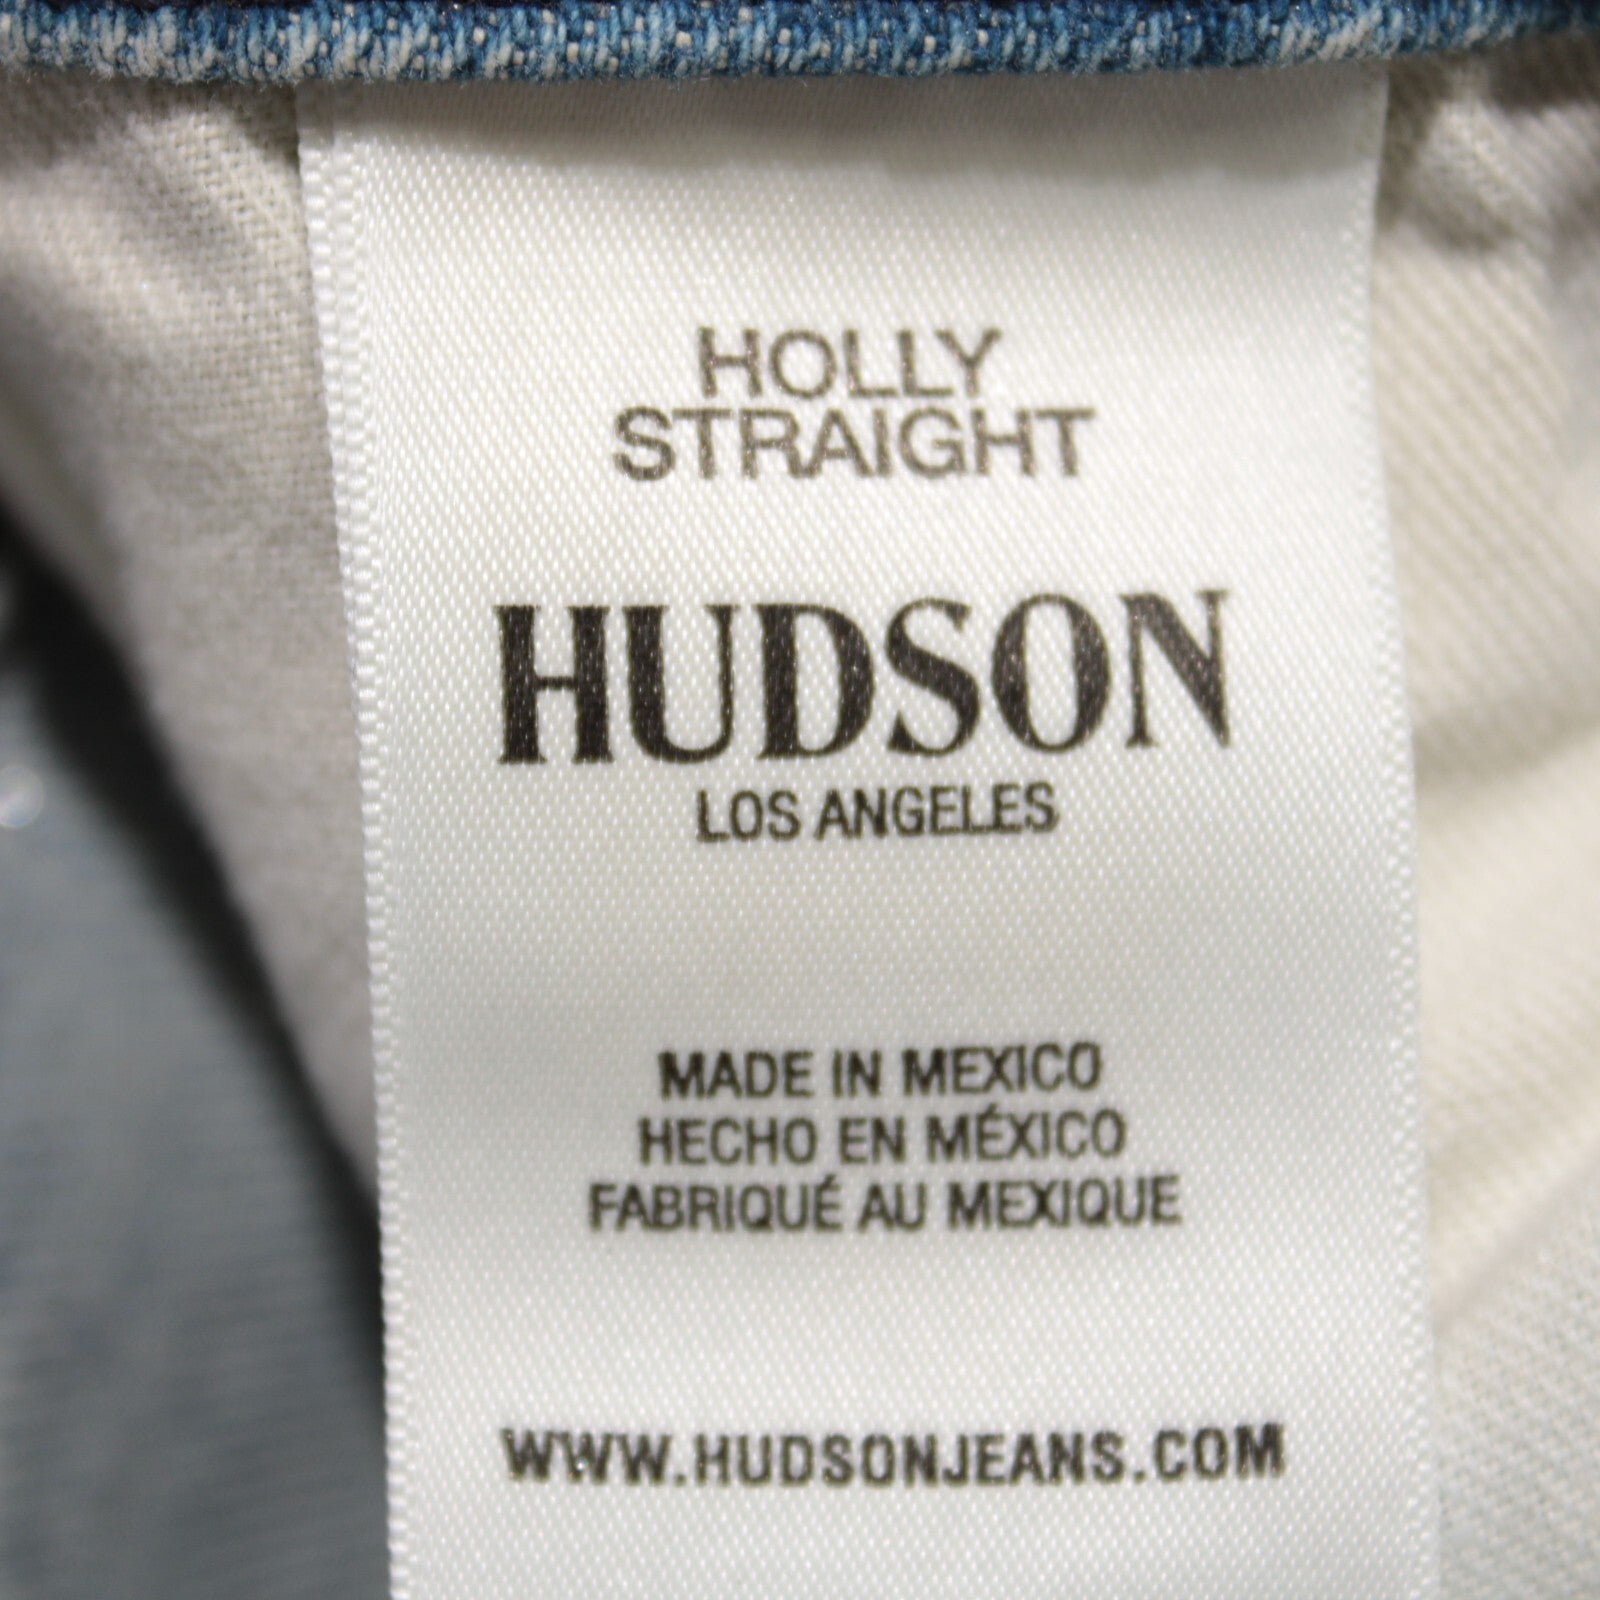 HOLLY
STRAIGHT
HUDSON
LOS ANGELES
MADE IN MEXICO
HECHO EN MÉXICO
FABRIQUÉ AU MEXIQUE
WWW.HUDSONJEANS.COM